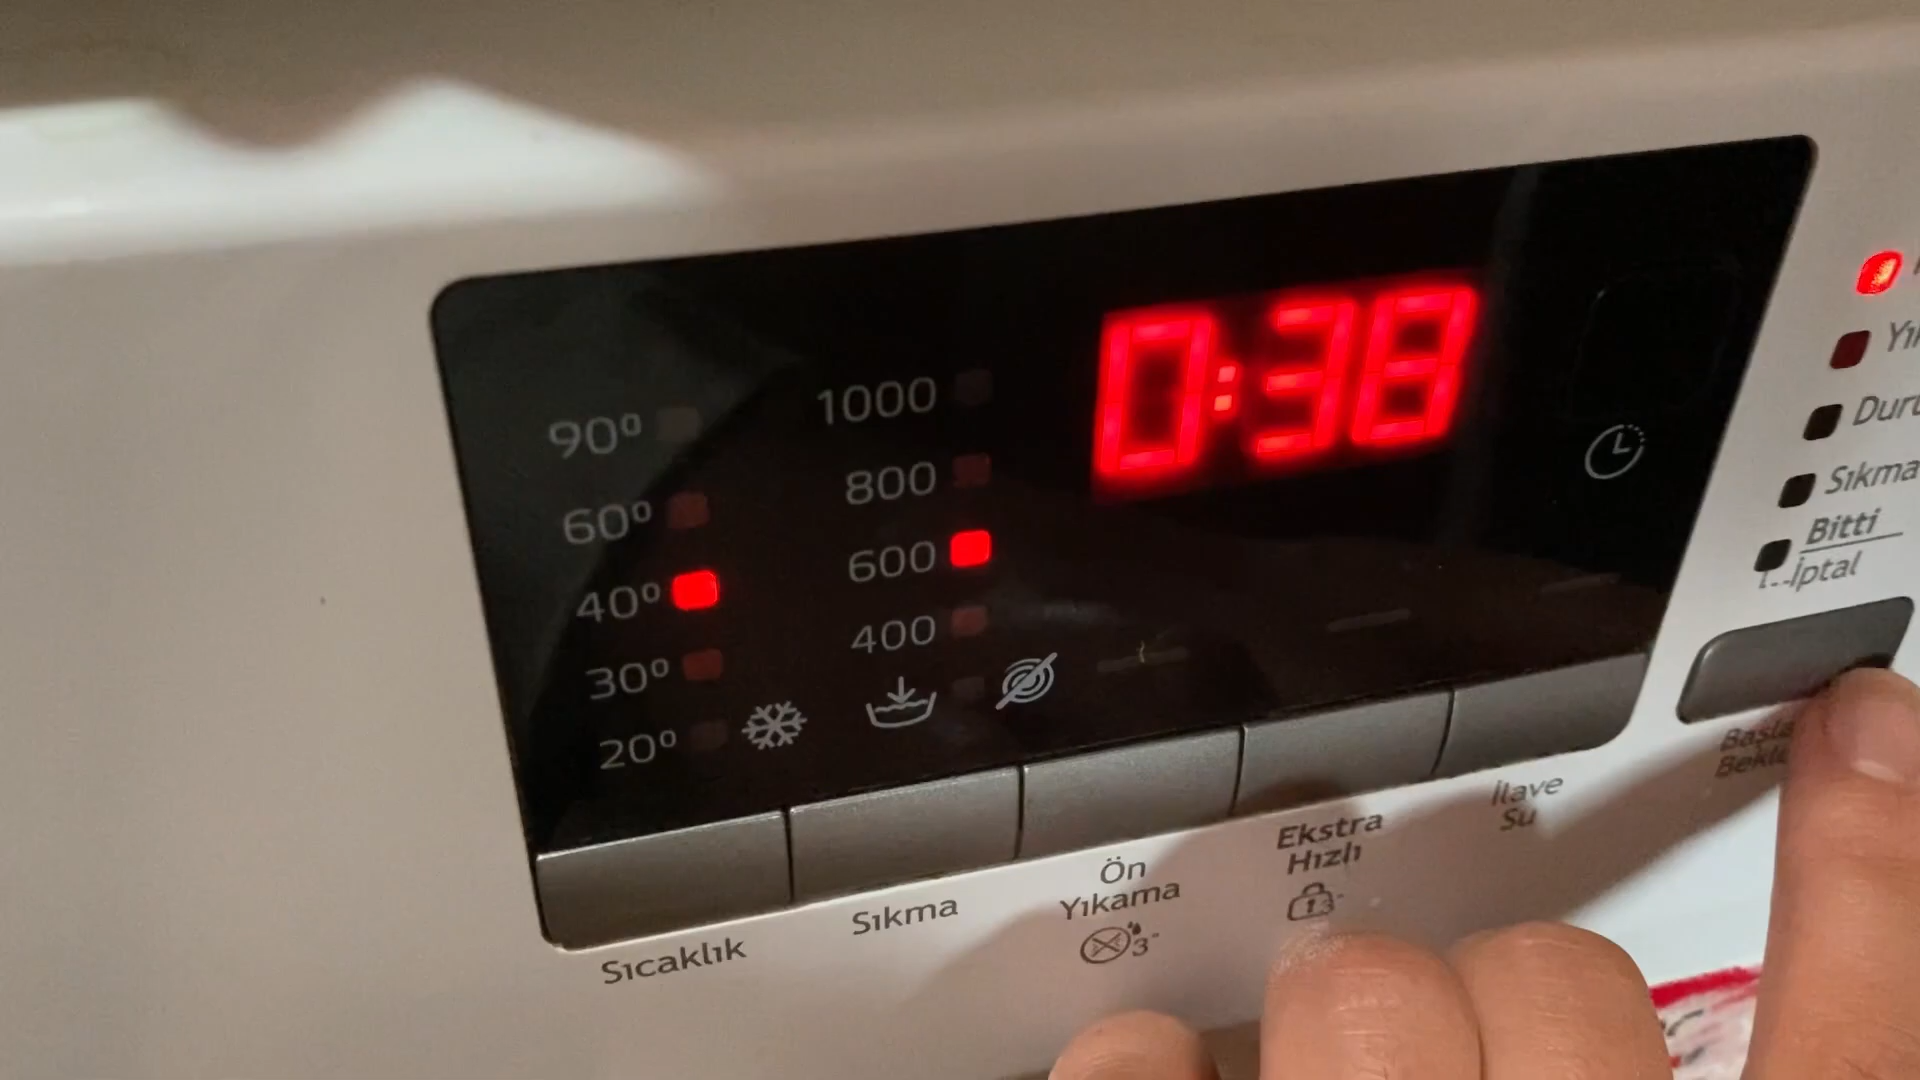 0:38
90°
60°
40°
30°
20°
1000
800
600
400
Sıkma
Bitti
İptal
Sıcaklık
Sıkma
Ön
Yıkama
3"
Ekstra
Hızlı
3"
İlave
Su